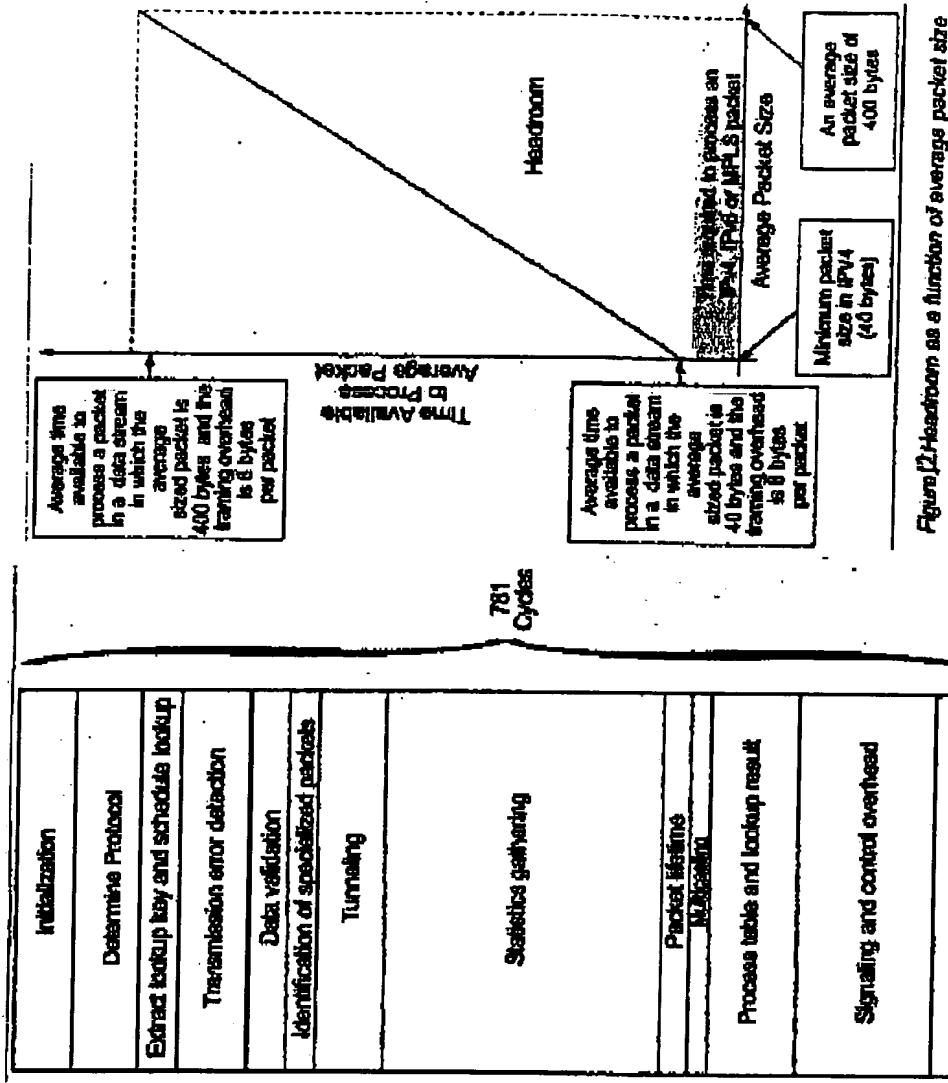 Initialization
Determine Protocol
Extract lookup key and schedule lookup
Transmission error detection
Data validation
Identification of specialized packets
Tunneling
Statistics gathering
Packet lifetime
Multicasting
Process table and lookup result
Signaling and control overhead
781
Cycles
Average time
available to
process a packet
in a data stream
in which the
average
sized packet is
400 bytes and the
framing overhead
is 8 bytes
per packet
Time Available
to Process
Average Packet
Average time
available to
process a packet
in a data stream
in which the
average
sized packet is
40 bytes and the
framing overhead
is 8 bytes
per packet
Headroom
Time required to process an
IPv4, IPv6 or MPLS packet
Average Packet Size
Minimum packet
size in IPV4
(40 bytes)
An average
packet size of
400 bytes
Figure [2] Headroom as a function of average packet size